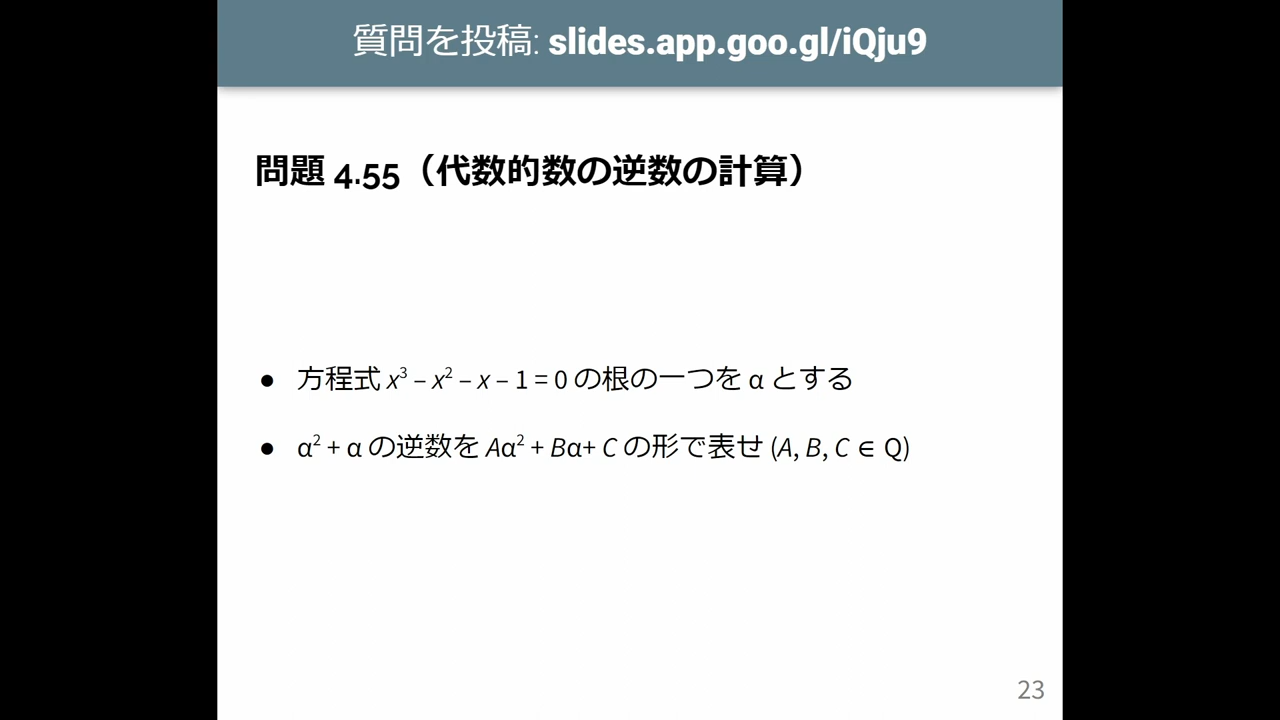 質問を投稿: slides.app.goo.gl/iQju9
問題 4.55（代数的数の逆数の計算）
● 方程式 x³ – x² – x – 1 = 0 の根の一つを α とする
● α² + α の逆数を Aα² + Bα+ C の形で表せ (A, B, C ∈ Q)
23